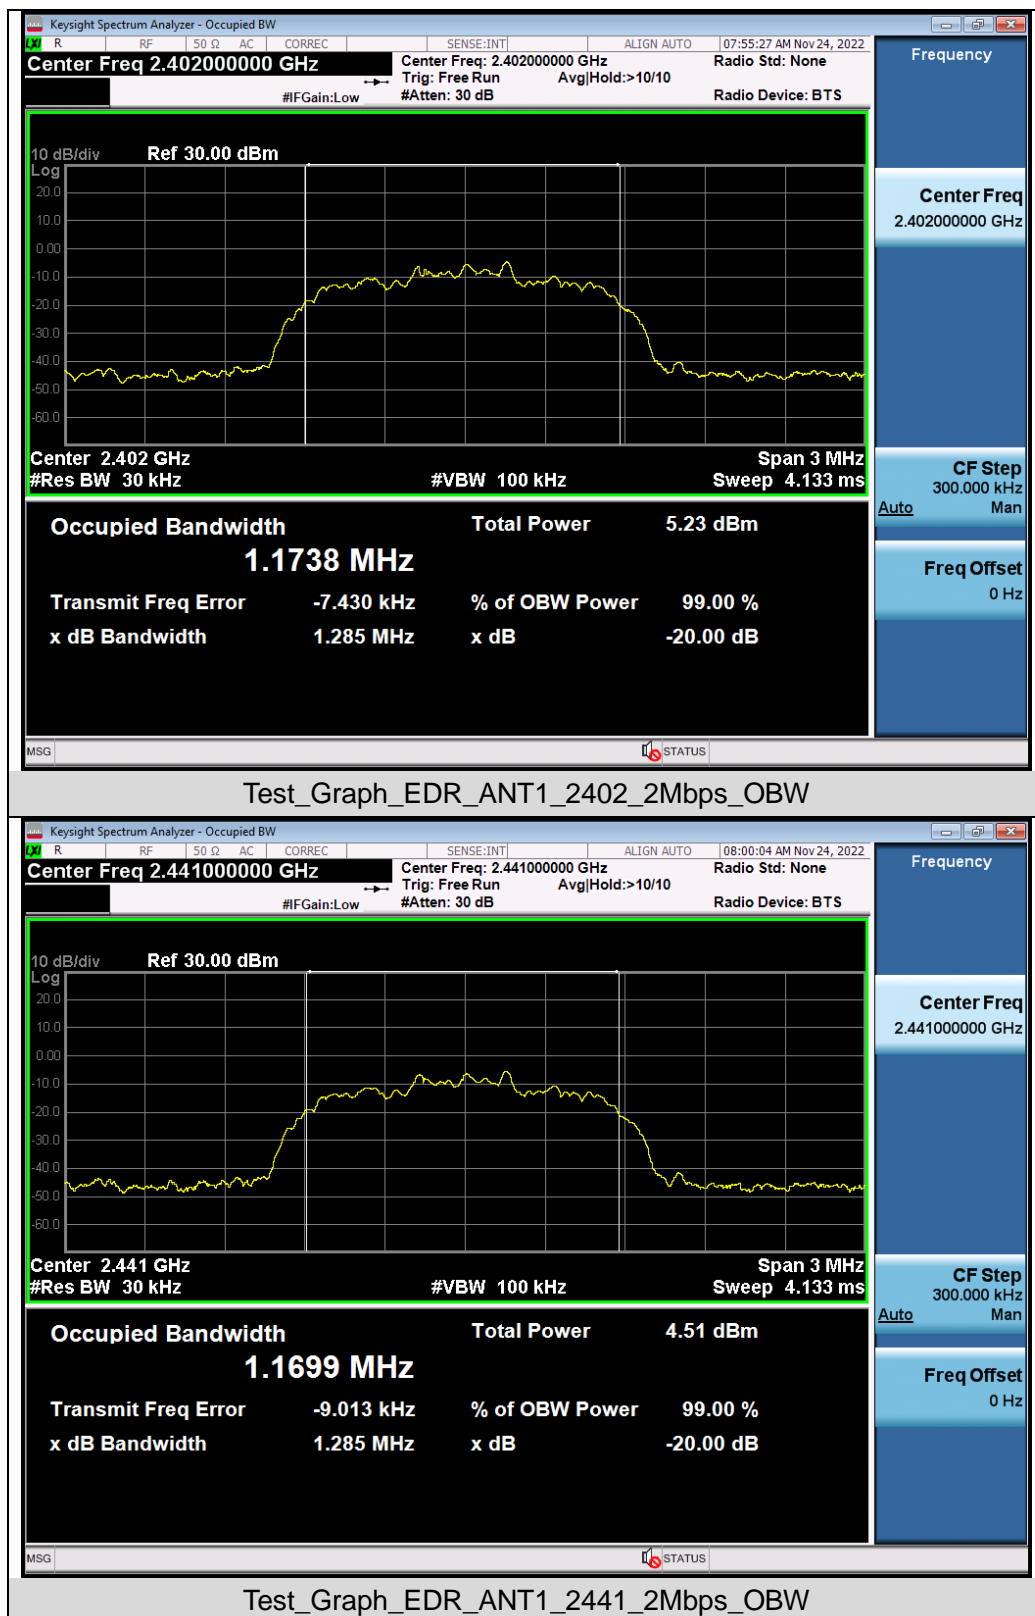 Keysight Spectrum Analyzer - Occupied BW
LXI R RF 50 Ω AC CORREC SENSE:INT ALIGN AUTO 07:55:27 AM Nov 24, 2022
Center Freq 2.402000000 GHz
Center Freq: 2.402000000 GHz Radio Std: None
Trig: Free Run Avg|Hold:>10/10
#IFGain:Low #Atten: 30 dB Radio Device: BTS
Frequency
10 dB/div Ref 30.00 dBm
Log
20.0
10.0
0.00
-10.0
-20.0
-30.0
-40.0
-50.0
-60.0
Center 2.402 GHz Span 3 MHz
#Res BW 30 kHz #VBW 100 kHz Sweep 4.133 ms
Center Freq
2.402000000 GHz
CF Step
300.000 kHz
Auto Man
Freq Offset
0 Hz
Occupied Bandwidth Total Power 5.23 dBm
1.1738 MHz
Transmit Freq Error -7.430 kHz % of OBW Power 99.00 %
x dB Bandwidth 1.285 MHz x dB -20.00 dB
MSG STATUS
Test_Graph_EDR_ANT1_2402_2Mbps_OBW
Keysight Spectrum Analyzer - Occupied BW
LXI R RF 50 Ω AC CORREC SENSE:INT ALIGN AUTO 08:00:04 AM Nov 24, 2022
Center Freq 2.441000000 GHz
Center Freq: 2.441000000 GHz Radio Std: None
Trig: Free Run Avg|Hold:>10/10
#IFGain:Low #Atten: 30 dB Radio Device: BTS
Frequency
10 dB/div Ref 30.00 dBm
Log
20.0
10.0
0.00
-10.0
-20.0
-30.0
-40.0
-50.0
-60.0
Center 2.441 GHz Span 3 MHz
#Res BW 30 kHz #VBW 100 kHz Sweep 4.133 ms
Center Freq
2.441000000 GHz
CF Step
300.000 kHz
Auto Man
Freq Offset
0 Hz
Occupied Bandwidth Total Power 4.51 dBm
1.1699 MHz
Transmit Freq Error -9.013 kHz % of OBW Power 99.00 %
x dB Bandwidth 1.285 MHz x dB -20.00 dB
MSG STATUS
Test_Graph_EDR_ANT1_2441_2Mbps_OBW